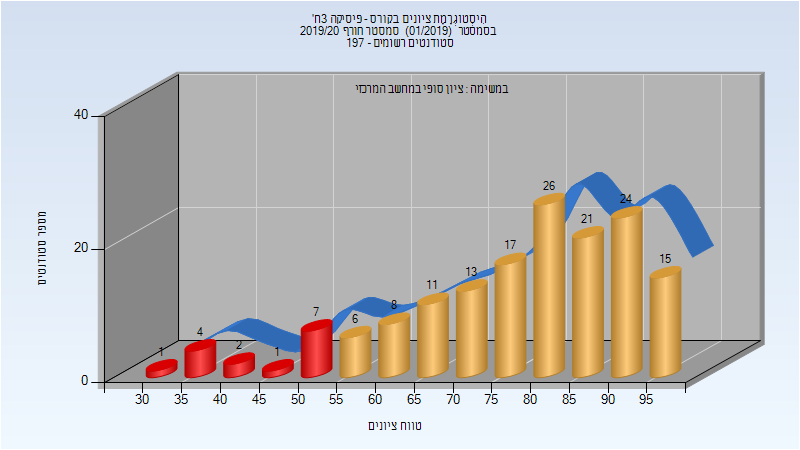 היסטוגרמת ציונים בקורס - פיסיקה 3ח'
בסמסטר (01/2019) סמסטר חורף 2019/20
סטודנטים רשומים - 197
במשימה : ציון סופי במחשב המרכזי
מספר סטודנטים
40
20
0
1
4
2
1
7
6
8
11
13
17
26
21
24
15
30 35 40 45 50 55 60 65 70 75 80 85 90 95
טווח ציונים